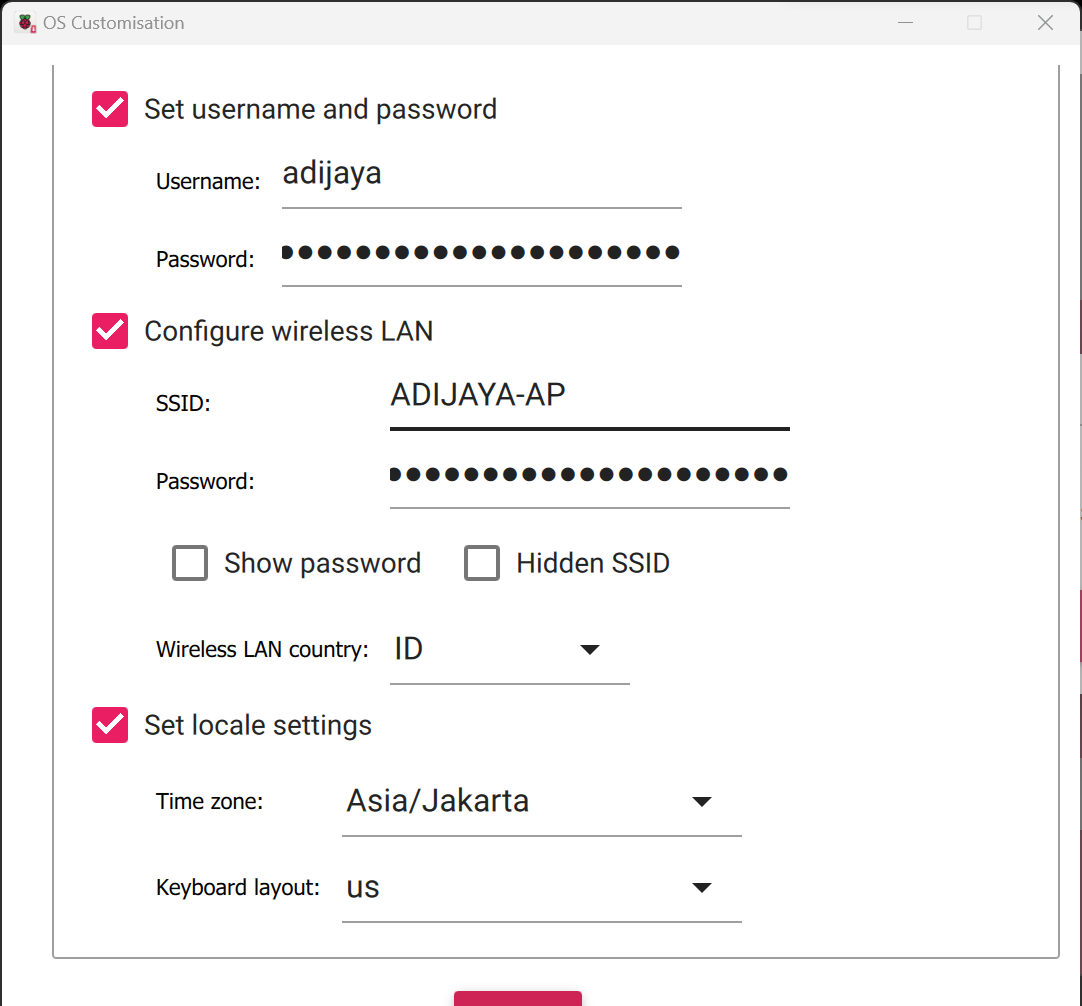 OS Customisation
Set username and password
Username: adijaya
Password: ●●●●●●●●●●●●●●●●●●●●●
Configure wireless LAN
SSID: ADIJAYA-AP
Password: ●●●●●●●●●●●●●●●●●●●●●
Show password Hidden SSID
Wireless LAN country: ID
Set locale settings
Time zone: Asia/Jakarta
Keyboard layout: us